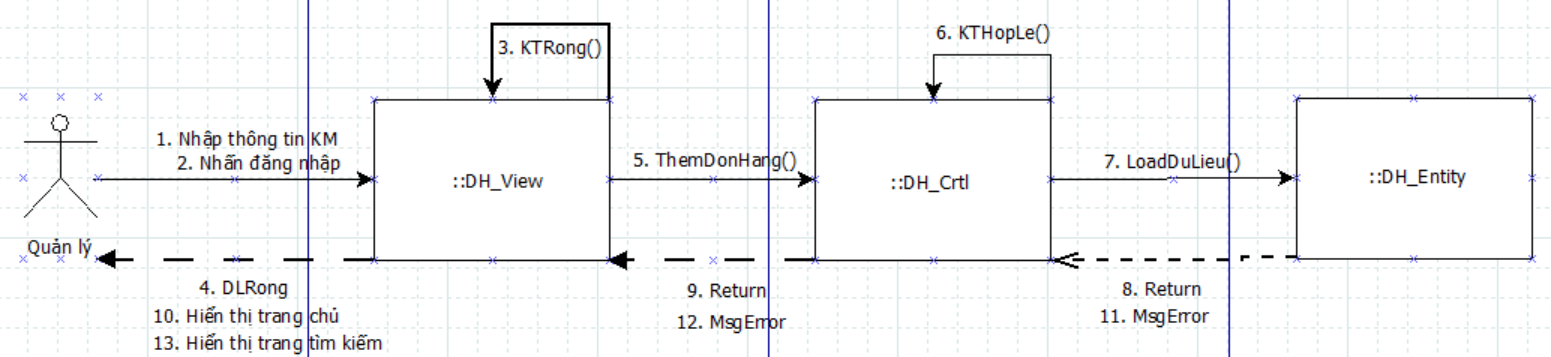 6. KTHopLe()
3. KTRong()
1. Nhập thông tin KM
2. Nhấn đăng nhập
5. ThemDonHang()
7. LoadDuLieu()
::DH_View
::DH_Crtl
::DH_Entity
Quản lý
4. DLRong
10. Hiển thị trang chủ
13. Hiển thị trang tìm kiếm
9. Return
12. MsgError
8. Return
11. MsgError